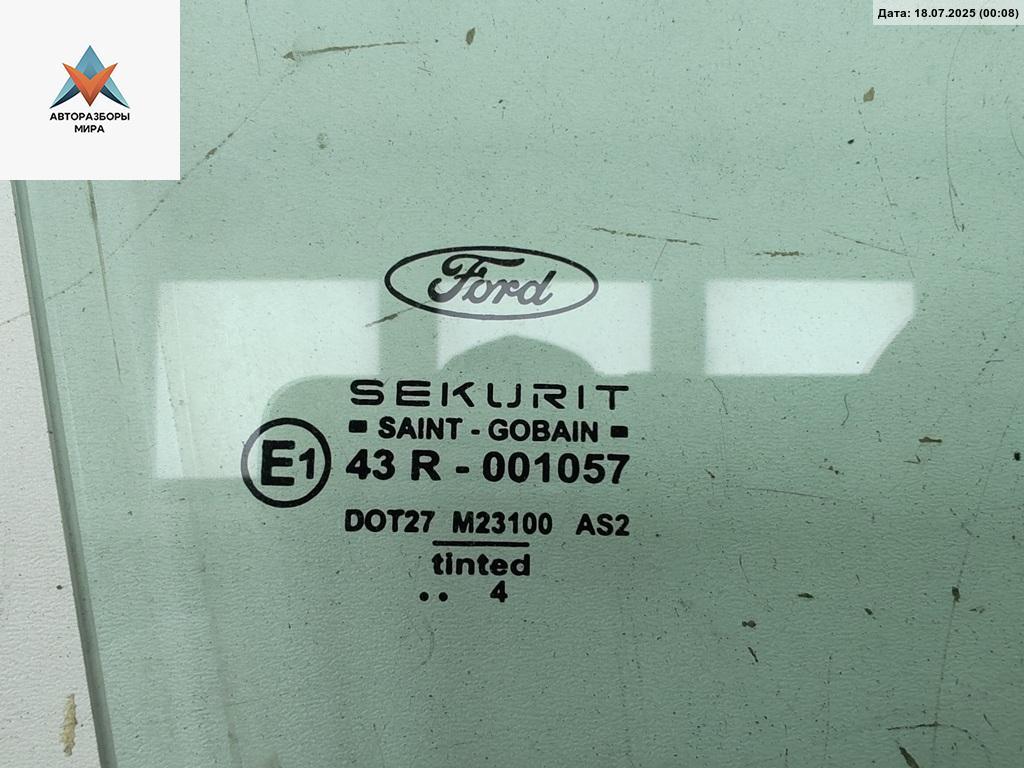 Дата: 18.07.2025 (00:08)
АВТОРАЗБОРЫ
МИРА
Ford
SEKURIT
SAINT - GOBAIN
E1 43 R - 001057
DOT27 M23100 AS2
tinted
.. 4